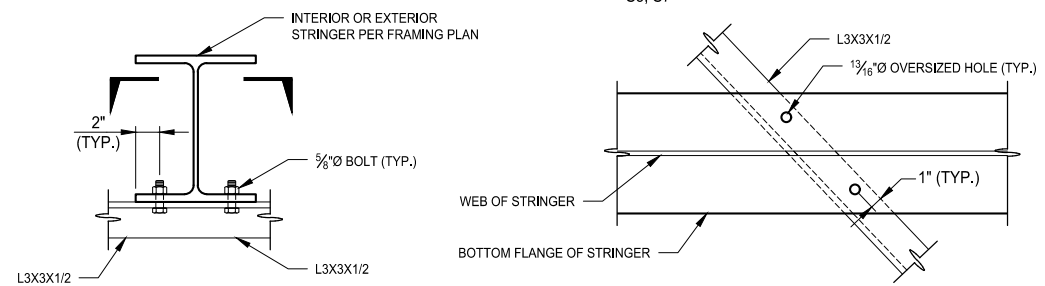 INTERIOR OR EXTERIOR
STRINGER PER FRAMING PLAN
2"
(TYP.)
⅝"Ø BOLT (TYP.)
L3X3X1/2
L3X3X1/2
L3X3X1/2
¹³⁄₁₆"Ø OVERSIZED HOLE (TYP.)
1" (TYP.)
WEB OF STRINGER
BOTTOM FLANGE OF STRINGER